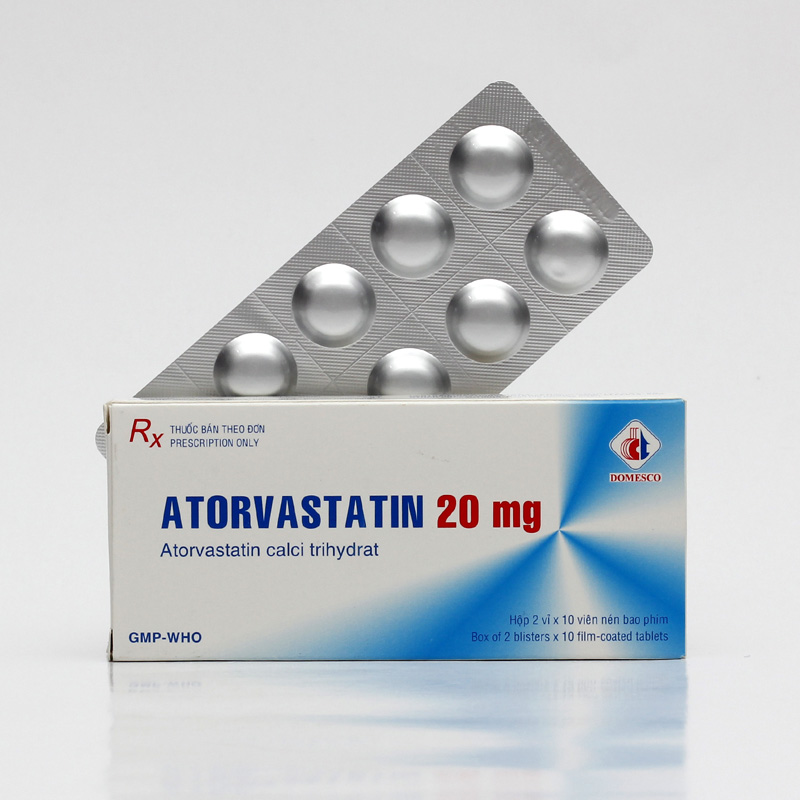 Rx THUỐC BÁN THEO ĐƠN
PRESCRIPTION ONLY
DOMESCO
ATORVASTATIN 20 mg
Atorvastatin calci trihydrat
GMP-WHO
Hộp 2 vỉ x 10 viên nén bao phim
Box of 2 blisters x 10 film-coated tablets